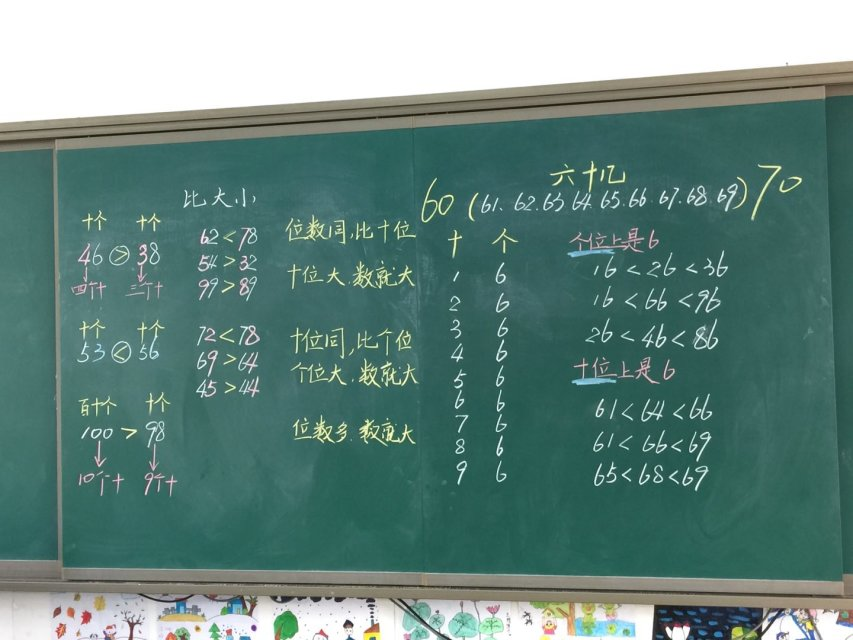 比大小
十个 十个
46 > 38
四个十 三个十
十个 十个
53 < 56
百十个 十个
100 > 98
10个十 9个十
62 < 78
54 > 32
99 > 89
72 < 78
69 > 64
45 > 44
位数同,比十位
十位大,数就大
十位同,比个位
个位大,数就大
位数多,数就大
六十几
60 (61. 62. 63 64. 65. 66. 67. 68. 69) 70
十 个
1 6
2 6
3 6
4 6
5 6
6 6
7 6
8 6
9 6
个位上是6
16 < 26 < 36
16 < 66 < 96
26 < 46 < 86
十位上是6
61 < 64 < 66
61 < 66 < 69
65 < 68 < 69